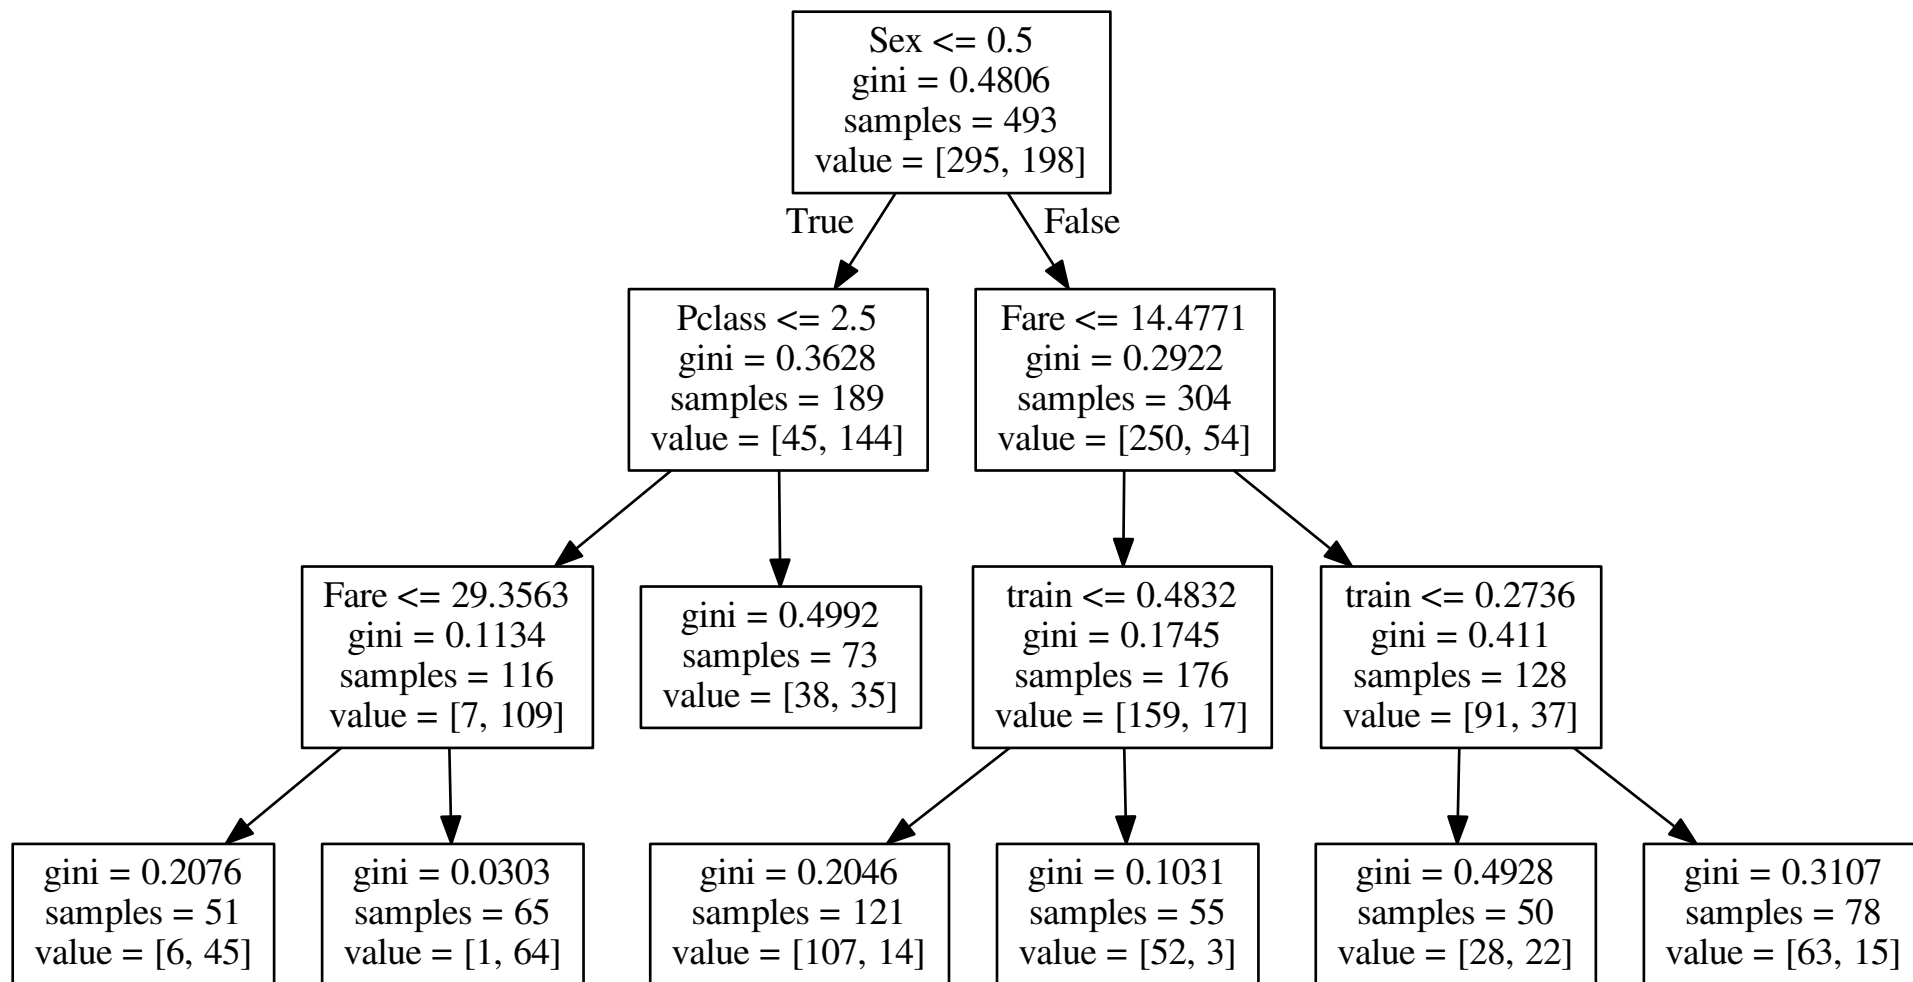 Sex <= 0.5
gini = 0.4806
samples = 493
value = [295, 198]
True
False
Pclass <= 2.5
gini = 0.3628
samples = 189
value = [45, 144]
Fare <= 14.4771
gini = 0.2922
samples = 304
value = [250, 54]
Fare <= 29.3563
gini = 0.1134
samples = 116
value = [7, 109]
gini = 0.4992
samples = 73
value = [38, 35]
train <= 0.4832
gini = 0.1745
samples = 176
value = [159, 17]
train <= 0.2736
gini = 0.411
samples = 128
value = [91, 37]
gini = 0.2076
samples = 51
value = [6, 45]
gini = 0.0303
samples = 65
value = [1, 64]
gini = 0.2046
samples = 121
value = [107, 14]
gini = 0.1031
samples = 55
value = [52, 3]
gini = 0.4928
samples = 50
value = [28, 22]
gini = 0.3107
samples = 78
value = [63, 15]